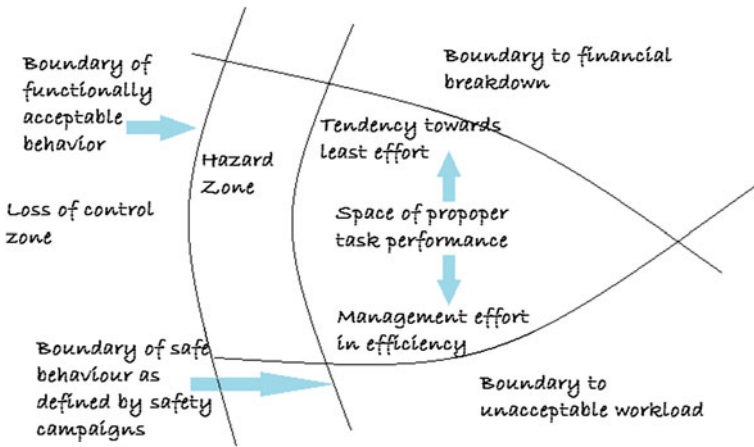 Boundary of
functionally
acceptable
behavior
Boundary to financial
breakdown
Tendency towards
least effort
Hazard
Zone
Loss of control
zone
Space of propoper
task performance
Management effort
in efficiency
Boundary of safe
behaviour as
defined by safety
campaigns
Boundary to
unacceptable workload